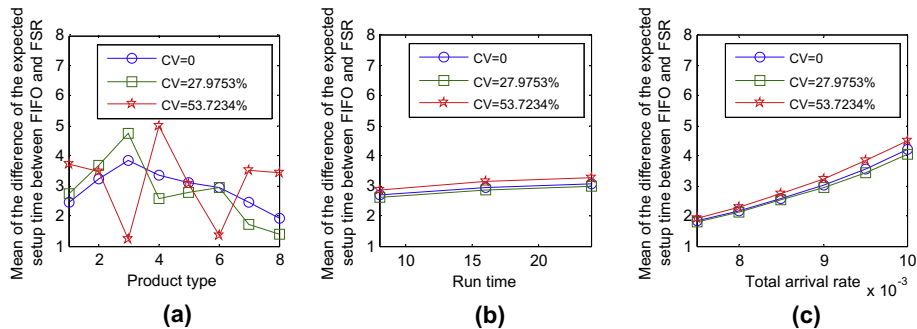 Mean of the difference of the expected
setup time between FIFO and FSR
8
7
6
5
4
3
2
1
CV=0
CV=27.9753%
CV=53.7234%
2
4
6
8
Product type
(a)
Mean of the difference of the expected
setup time between FIFO and FSR
8
7
6
5
4
3
2
1
CV=0
CV=27.9753%
CV=53.7234%
10
15
20
Run time
(b)
Mean of the difference of the expected
setup time between FIFO and FSR
8
7
6
5
4
3
2
1
CV=0
CV=27.9753%
CV=53.7234%
8
9
10
Total arrival rate x 10-3
(c)